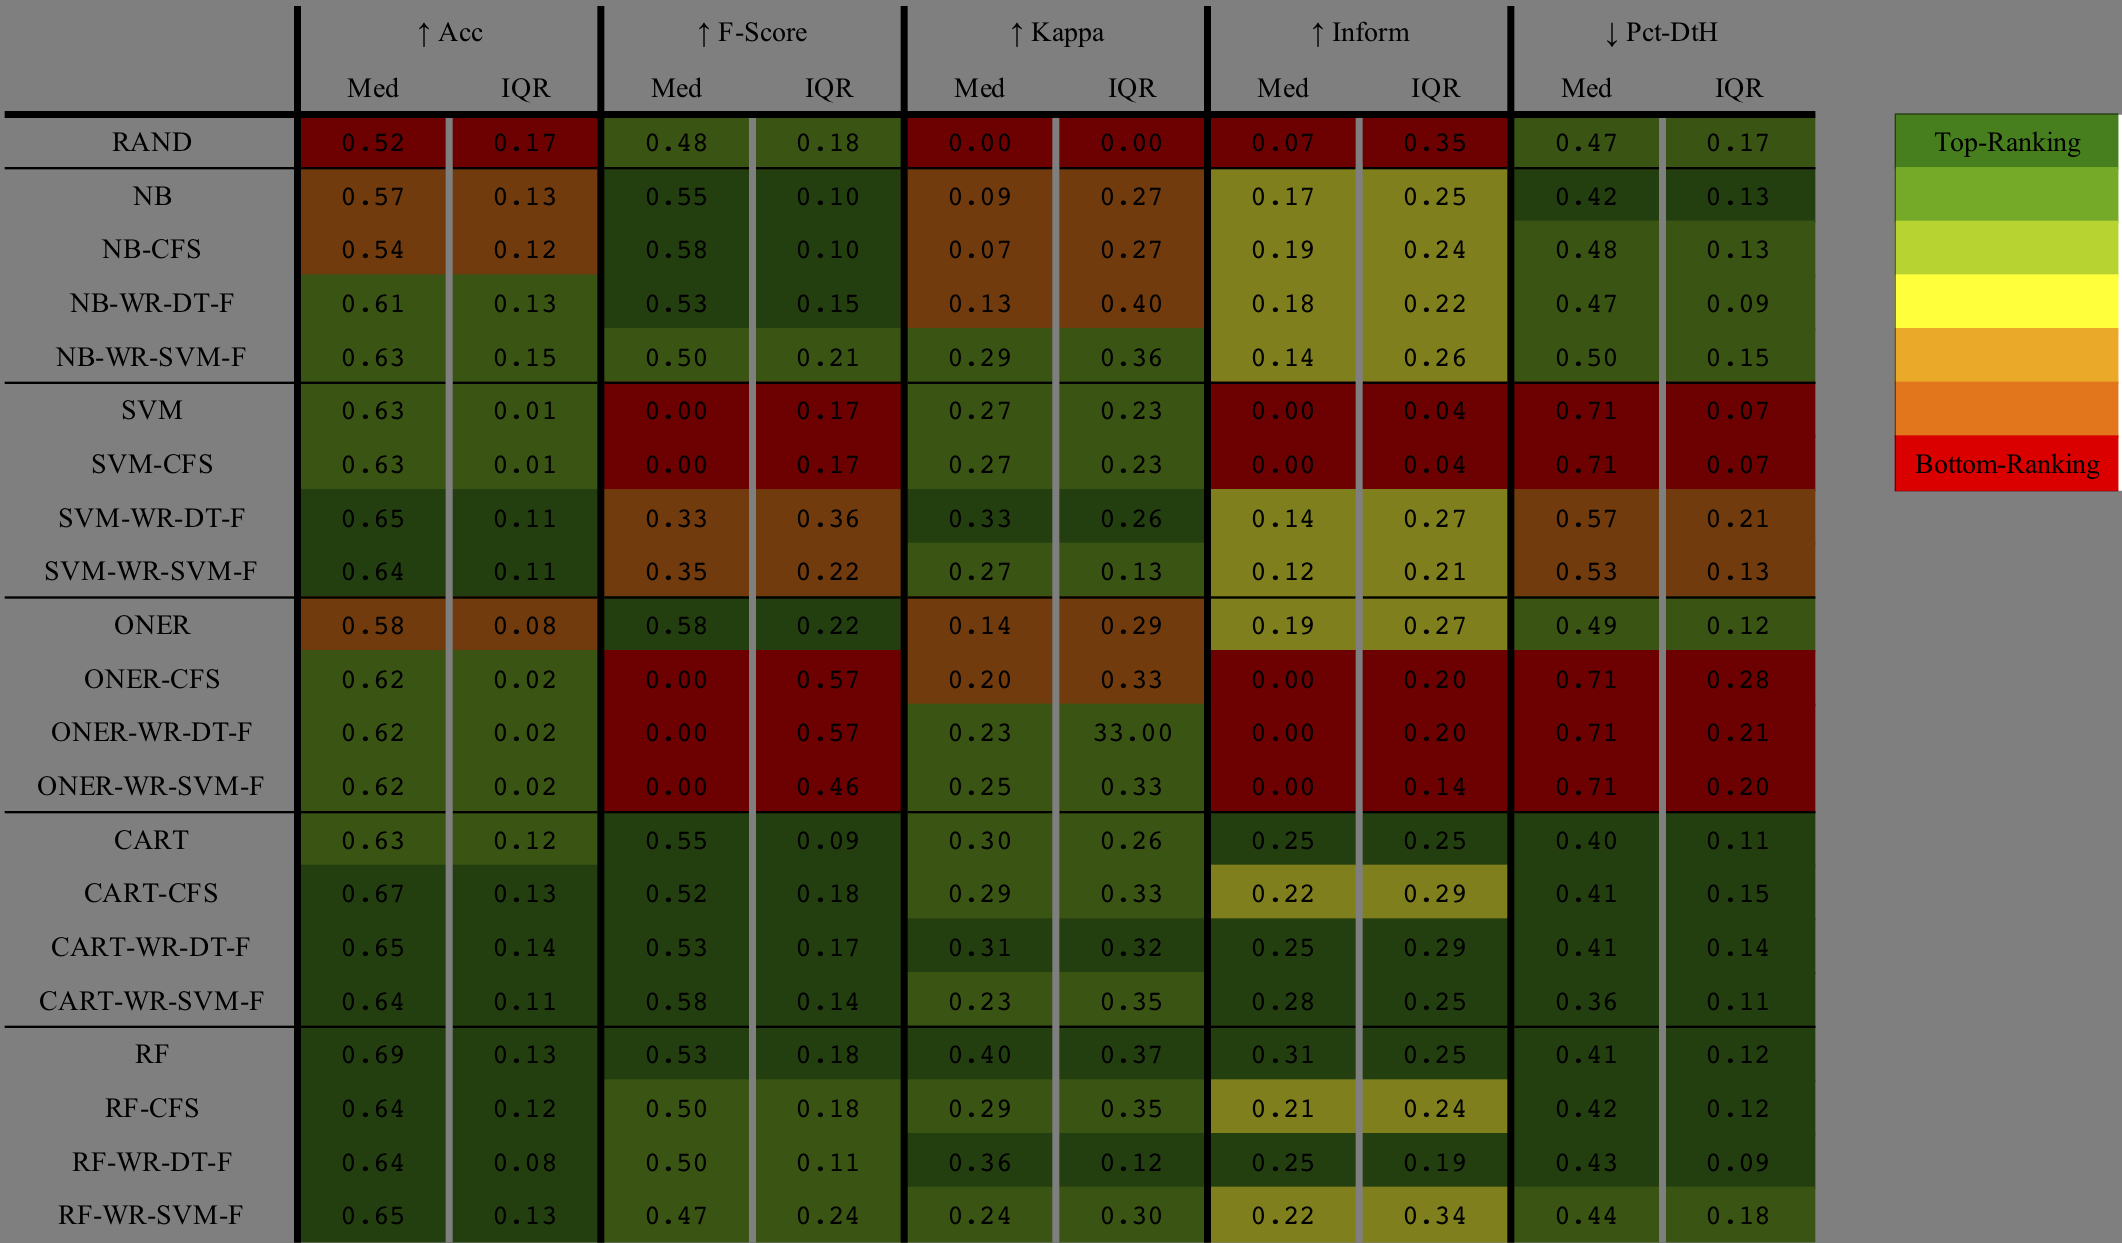 ↑ Acc ↑ F-Score ↑ Kappa ↑ Inform ↓ Pct-DtH
Med IQR Med IQR Med IQR Med IQR Med IQR
RAND 0.52 0.17 0.48 0.18 0.00 0.00 0.07 0.35 0.47 0.17 Top-Ranking
NB 0.57 0.13 0.55 0.10 0.09 0.27 0.17 0.25 0.42 0.13
NB-CFS 0.54 0.12 0.58 0.10 0.07 0.27 0.19 0.24 0.48 0.13
NB-WR-DT-F 0.61 0.13 0.53 0.15 0.13 0.40 0.18 0.22 0.47 0.09
NB-WR-SVM-F 0.63 0.15 0.50 0.21 0.29 0.36 0.14 0.26 0.50 0.15
SVM 0.63 0.01 0.00 0.17 0.27 0.23 0.00 0.04 0.71 0.07
SVM-CFS 0.63 0.01 0.00 0.17 0.27 0.23 0.00 0.04 0.71 0.07 Bottom-Ranking
SVM-WR-DT-F 0.65 0.11 0.33 0.36 0.33 0.26 0.14 0.27 0.57 0.21
SVM-WR-SVM-F 0.64 0.11 0.35 0.22 0.27 0.13 0.12 0.21 0.53 0.13
ONER 0.58 0.08 0.58 0.22 0.14 0.29 0.19 0.27 0.49 0.12
ONER-CFS 0.62 0.02 0.00 0.57 0.20 0.33 0.00 0.20 0.71 0.28
ONER-WR-DT-F 0.62 0.02 0.00 0.57 0.23 33.00 0.00 0.20 0.71 0.21
ONER-WR-SVM-F 0.62 0.02 0.00 0.46 0.25 0.33 0.00 0.14 0.71 0.20
CART 0.63 0.12 0.55 0.09 0.30 0.26 0.25 0.25 0.40 0.11
CART-CFS 0.67 0.13 0.52 0.18 0.29 0.33 0.22 0.29 0.41 0.15
CART-WR-DT-F 0.65 0.14 0.53 0.17 0.31 0.32 0.25 0.29 0.41 0.14
CART-WR-SVM-F 0.64 0.11 0.58 0.14 0.23 0.35 0.28 0.25 0.36 0.11
RF 0.69 0.13 0.53 0.18 0.40 0.37 0.31 0.25 0.41 0.12
RF-CFS 0.64 0.12 0.50 0.18 0.29 0.35 0.21 0.24 0.42 0.12
RF-WR-DT-F 0.64 0.08 0.50 0.11 0.36 0.12 0.25 0.19 0.43 0.09
RF-WR-SVM-F 0.65 0.13 0.47 0.24 0.24 0.30 0.22 0.34 0.44 0.18